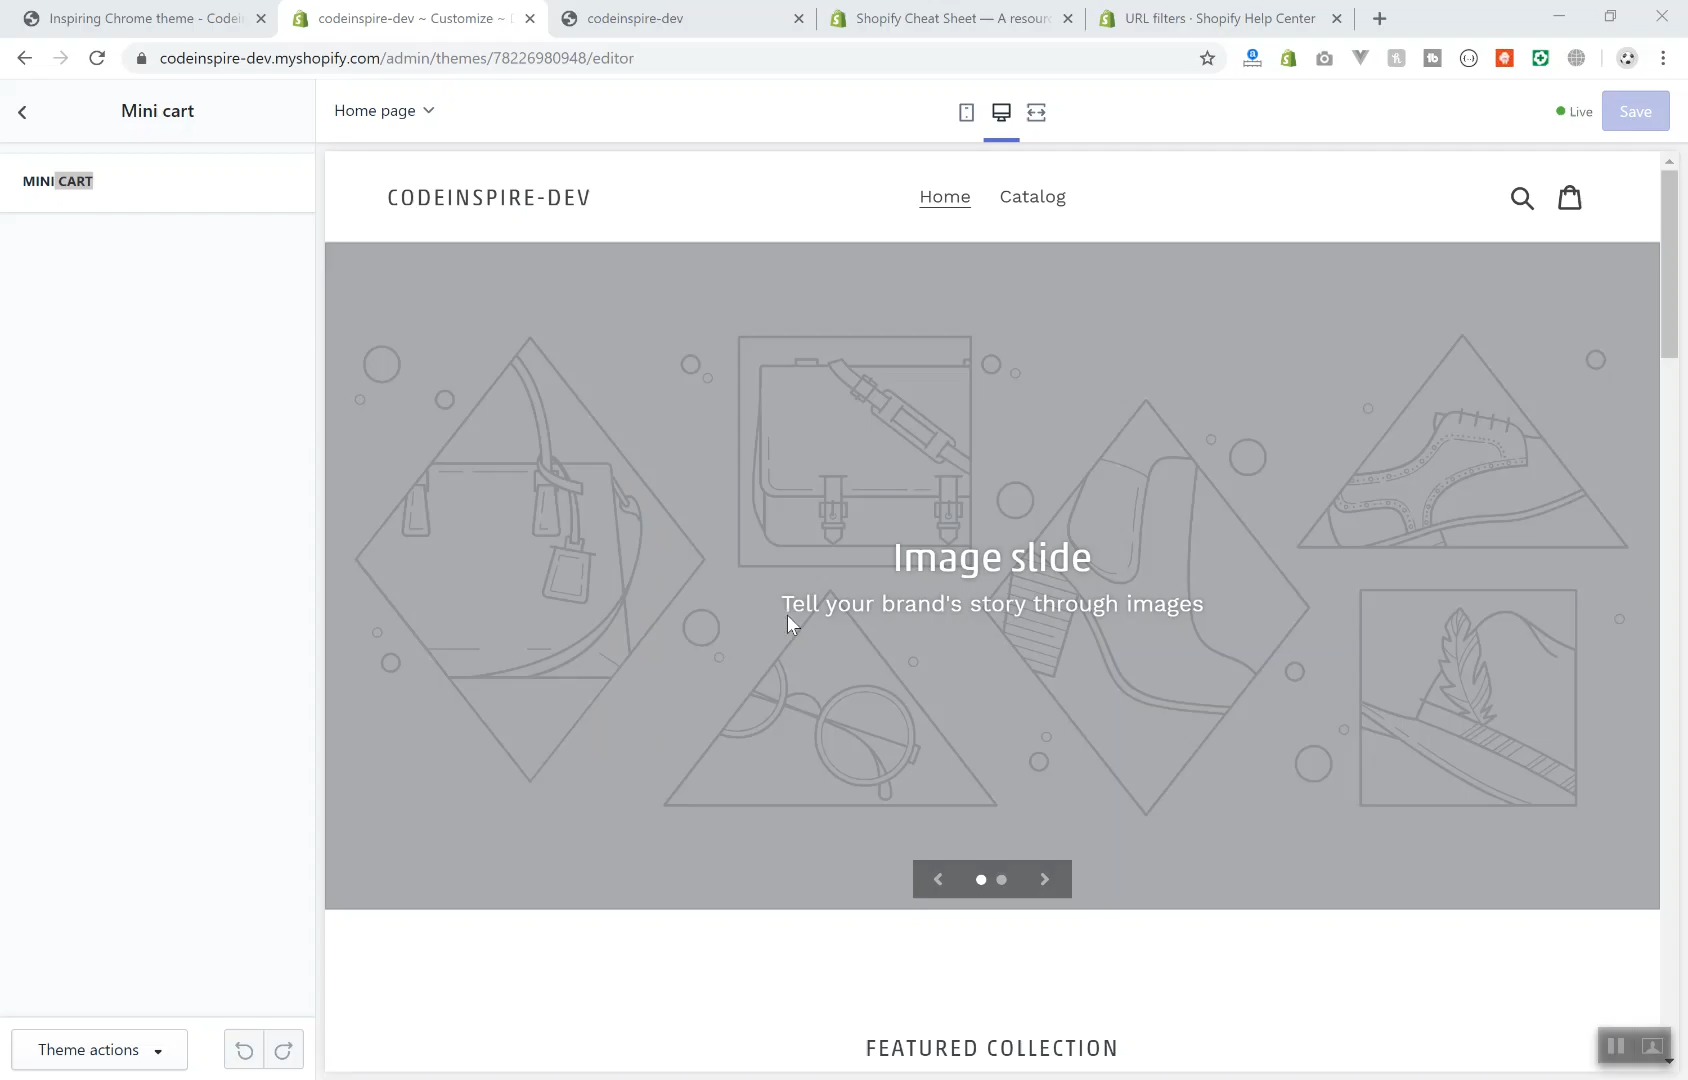 Inspiring Chrome theme - Codei
codeinspire-dev ~ Customize ~
codeinspire-dev
Shopify Cheat Sheet — A resour
URL filters · Shopify Help Center
codeinspire-dev.myshopify.com/admin/themes/78226980948/editor
Mini cart
Home page
Live
Save
MINI CART
CODEINSPIRE-DEV
Home
Catalog
Image slide
Tell your brand's story through images
FEATURED COLLECTION
Theme actions